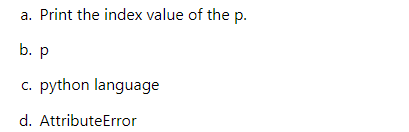 a. Print the index value of the p.
b. p
c. python language
d. AttributeError